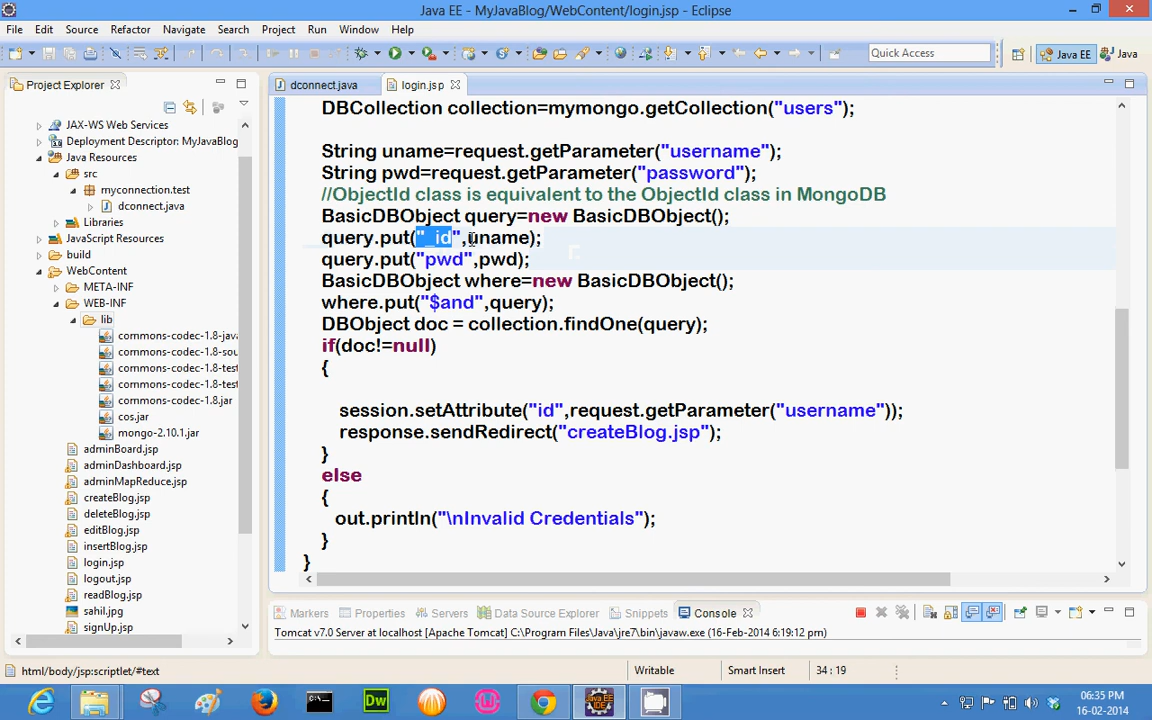 Java EE - MyJavaBlog/WebContent/login.jsp - Eclipse
File Edit Source Refactor Navigate Search Project Run Window Help
Quick Access
Java EE
Java
Project Explorer
dconnect.java
login.jsp
JAX-WS Web Services
Deployment Descriptor: MyJavaBlog
Java Resources
src
myconnection.test
dconnect.java
Libraries
JavaScript Resources
build
WebContent
META-INF
WEB-INF
lib
commons-codec-1.8-java
commons-codec-1.8-sou
commons-codec-1.8-test
commons-codec-1.8-test
commons-codec-1.8.jar
cos.jar
mongo-2.10.1.jar
adminBoard.jsp
adminDashboard.jsp
adminMapReduce.jsp
createBlog.jsp
deleteBlog.jsp
editBlog.jsp
insertBlog.jsp
login.jsp
logout.jsp
readBlog.jsp
sahil.jpg
signUp.jsp
DBCollection collection=mymongo.getCollection("users");
String uname=request.getParameter("username");
String pwd=request.getParameter("password");
//ObjectId class is equivalent to the ObjectId class in MongoDB
BasicDBObject query=new BasicDBObject();
query.put("_id",uname);
query.put("pwd",pwd);
BasicDBObject where=new BasicDBObject();
where.put("$and",query);
DBObject doc = collection.findOne(query);
if(doc!=null)
{
session.setAttribute("id",request.getParameter("username"));
response.sendRedirect("createBlog.jsp");
}
else
{
out.println("\nInvalid Credentials");
}
}
Markers Properties Servers Data Source Explorer Snippets Console
Tomcat v7.0 Server at localhost [Apache Tomcat] C:\Program Files\Java\jre7\bin\javaw.exe (16-Feb-2014 6:19:12 pm)
html/body/jsp:scriptlet/#text
Writable
Smart Insert
34 : 19
Dw
Java EE
IDE
06:35 PM
16-02-2014